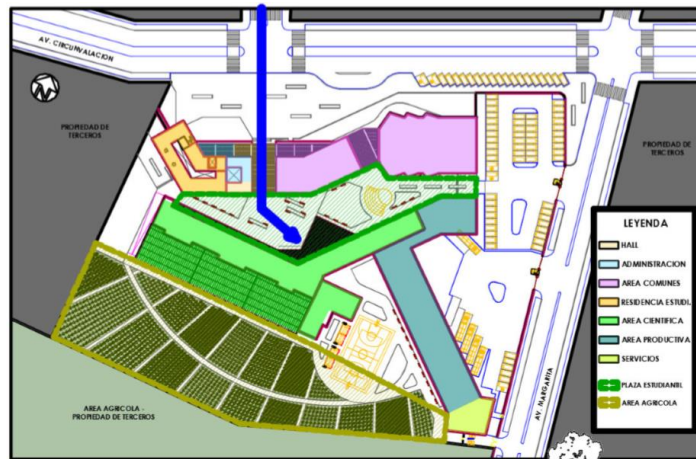 AV. CIRCUNVALACION
PROPIEDAD DE
TERCEROS
PROPIEDAD DE
TERCEROS
LEYENDA
HALL
ADMINISTRACION
AREA COMUNES
RESIDENCIA ESTUDI.
AREA CIENTIFICA
AREA PRODUCTIVA
SERVICIOS
PLAZA ESTUDIANTIL
AREA AGRICOLA
AV. MARGARITA
AREA AGRICOLA -
PROPIEDAD DE TERCEROS